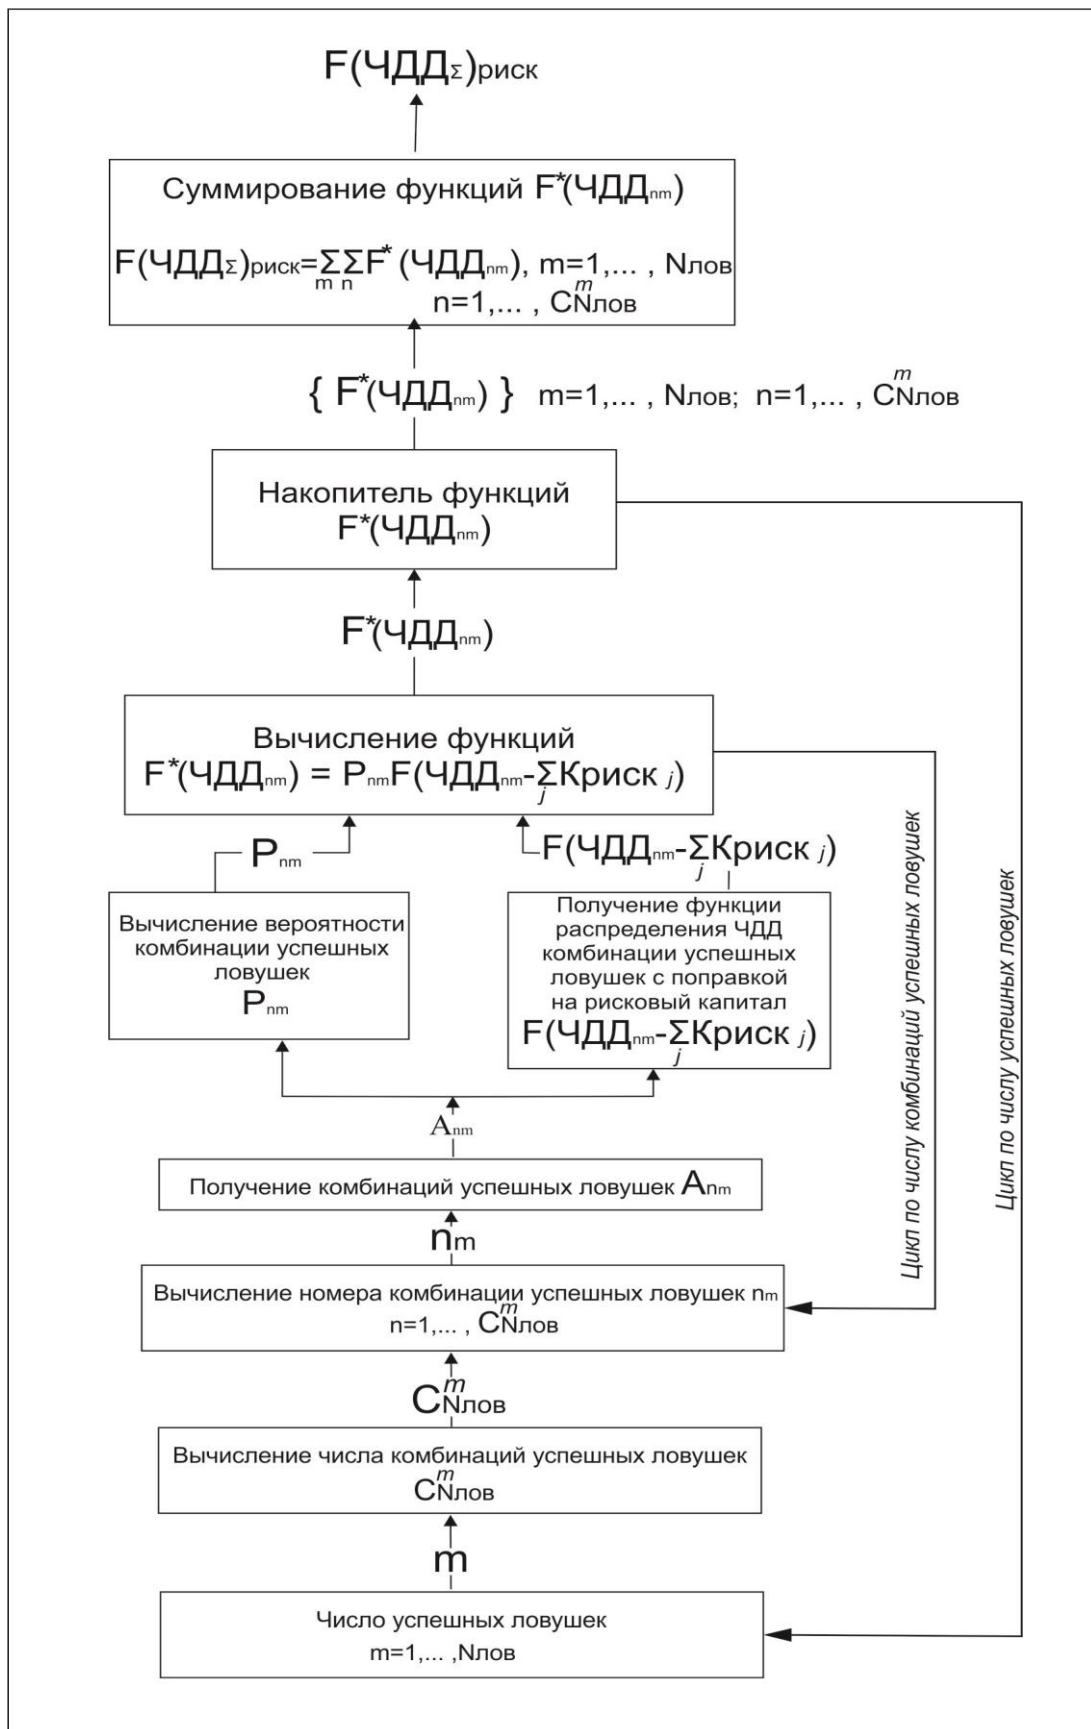 F(ЧДДΣ)риск
Суммирование функций F*(ЧДДnm)
F(ЧДДΣ)риск=ΣΣF* (ЧДДnm), m=1,... , Nлов
m n
n=1,... , CmNлов
{ F*(ЧДДnm) } m=1,... , Nлов; n=1,... , CmNлов
Накопитель функций
F*(ЧДДnm)
F*(ЧДДnm)
Вычисление функций
F*(ЧДДnm) = PnmF(ЧДДnm-ΣКриск j)
j
Pnm
F(ЧДДnm-ΣКриск j)
j
Вычисление вероятности
комбинации успешных
ловушек
Pnm
Получение функции
распределения ЧДД
комбинации успешных
ловушек с поправкой
на рисковый капитал
F(ЧДДnm-ΣКриск j)
j
Anm
Получение комбинаций успешных ловушек Anm
nm
Вычисление номера комбинации успешных ловушек nm
n=1,... , CmNлов
CmNлов
Вычисление числа комбинаций успешных ловушек
CmNлов
m
Число успешных ловушек
m=1,... ,Nлов
Цикл по числу комбинаций успешных ловушек
Цикл по числу успешных ловушек